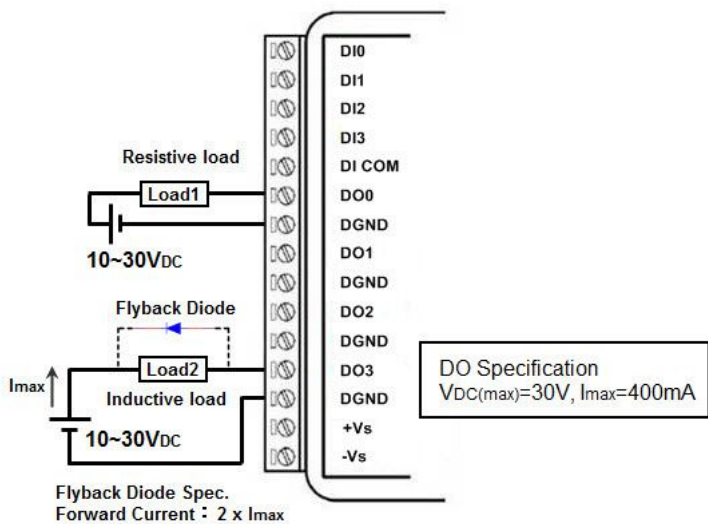 DI0
DI1
DI2
DI3
DI COM
DO0
DGND
DO1
DGND
DO2
DGND
DO3
DGND
+Vs
-Vs
Resistive load
Load1
10~30VDC
Flyback Diode
Load2
Imax
Inductive load
10~30VDC
Flyback Diode Spec.
Forward Current : 2 x Imax
DO Specification
VDC(max)=30V, Imax=400mA